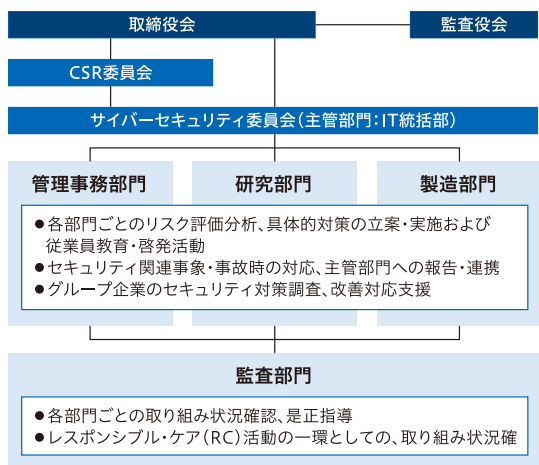 取締役会
監査役会
CSR委員会
サイバーセキュリティ委員会（主管部門：IT統括部）
管理事務部門
研究部門
製造部門
●各部門ごとのリスク評価分析、具体的対策の立案・実施および
従業員教育・啓発活動
●セキュリティ関連事象・事故時の対応、主管部門への報告・連携
●グループ企業のセキュリティ対策調査、改善対応支援
監査部門
●各部門ごとの取り組み状況確認、是正指導
●レスポンシブル・ケア（RC）活動の一環としての、取り組み状況確